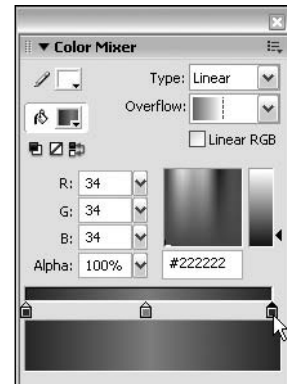 Color Mixer
Type: Linear
Overflow:
Linear RGB
R: 34
G: 34
B: 34
Alpha: 100% #222222